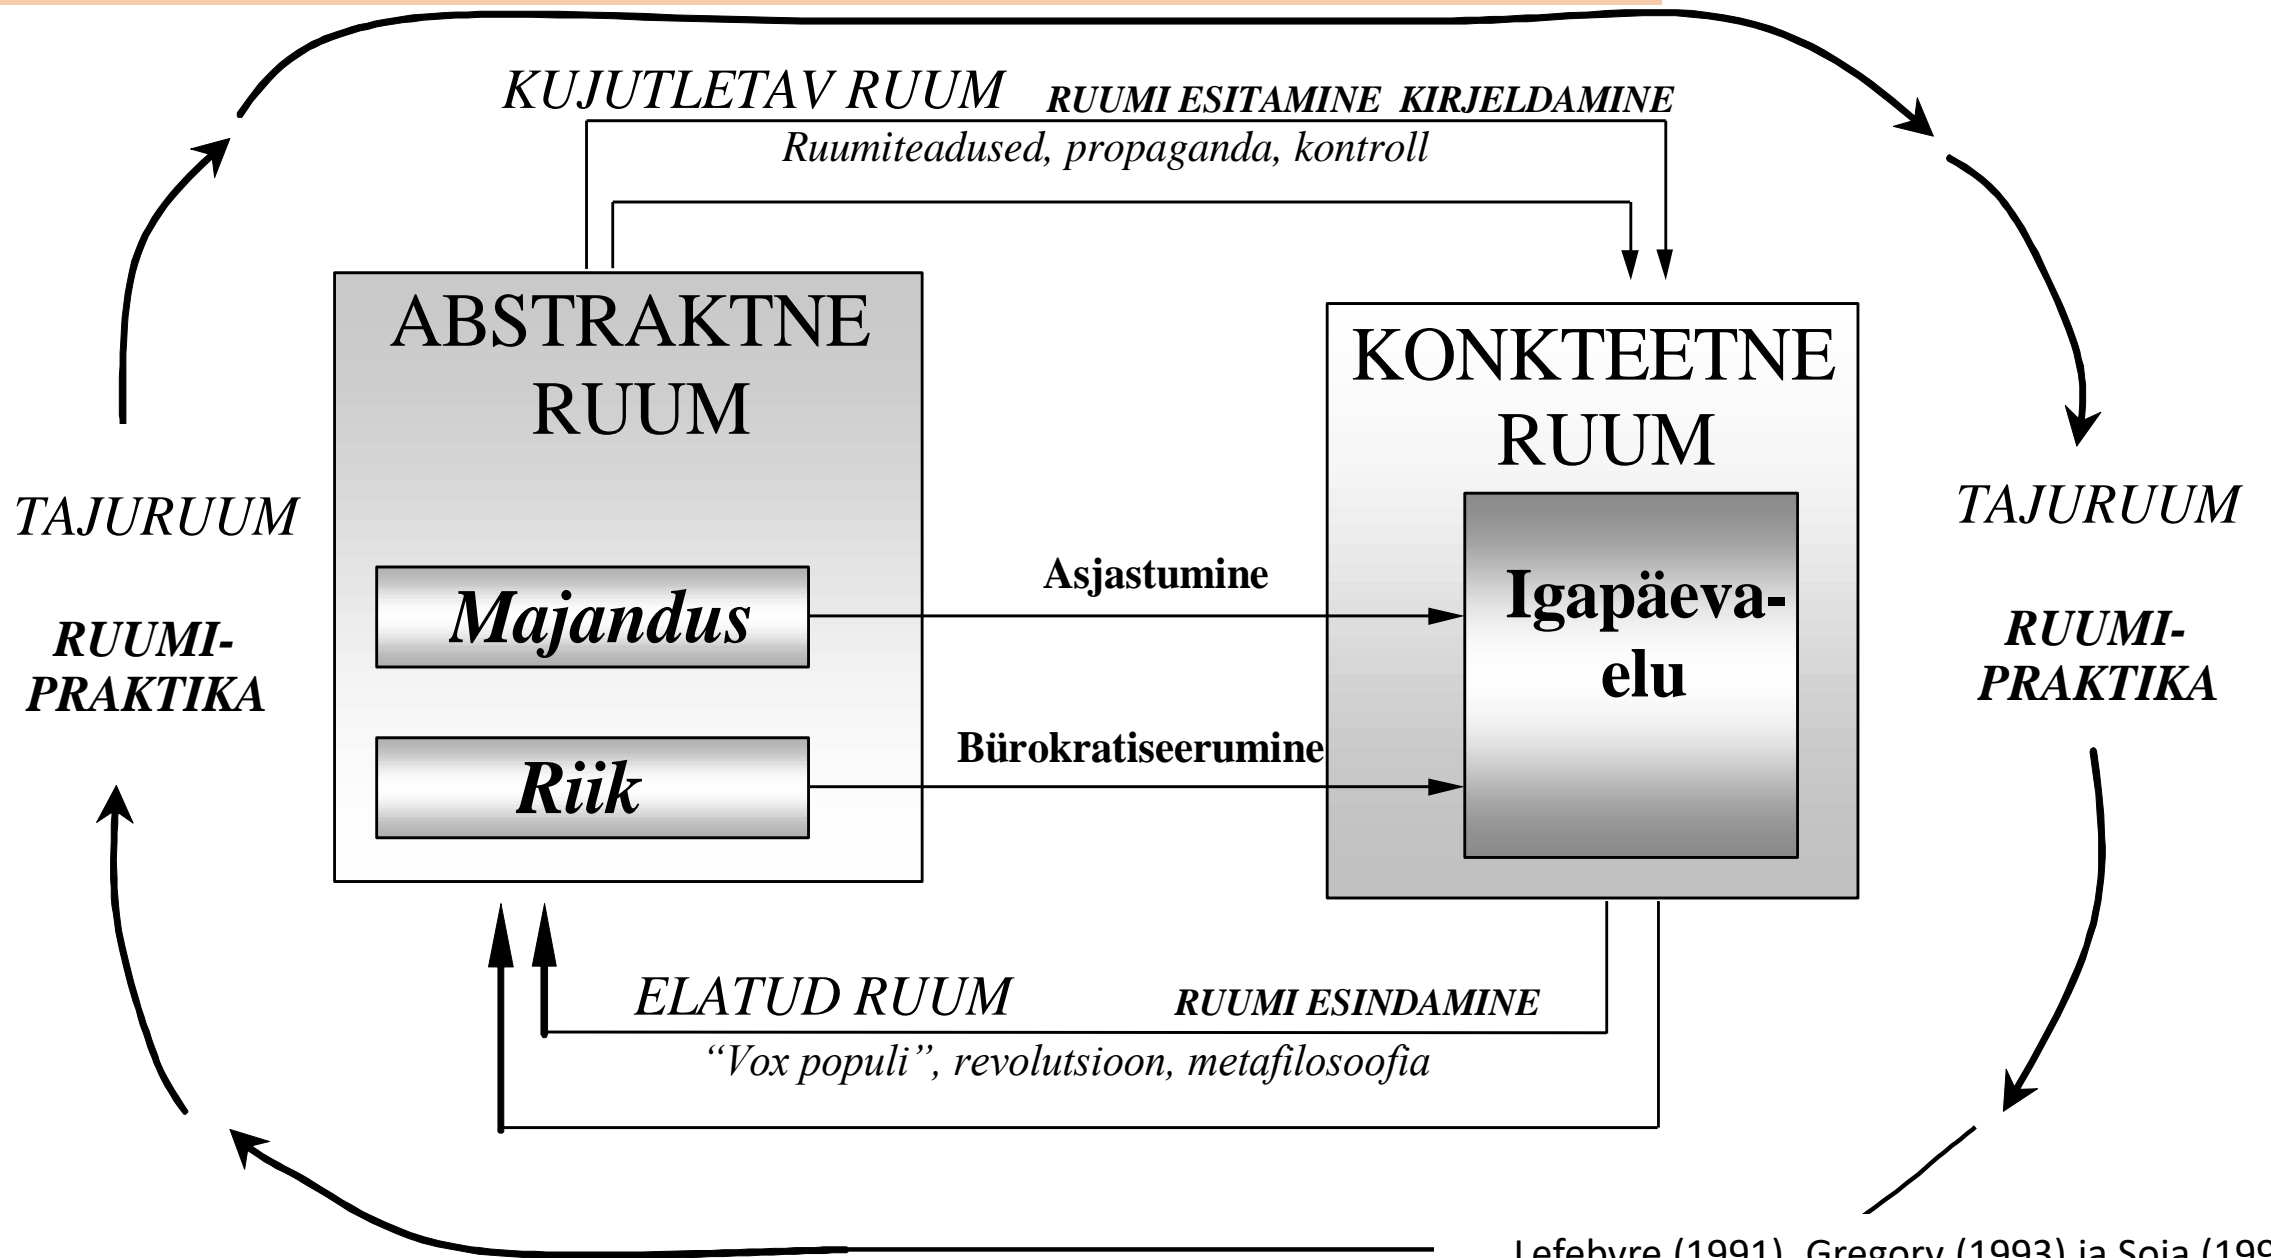 KUJUTLETAV RUUM RUUMI ESITAMINE KIRJELDAMINE
Ruumiteadused, propaganda, kontroll
ABSTRAKTNE
RUUM
KONKTEETNE
RUUM
TAJURUUM
RUUMI-
PRAKTIKA
Majandus
Riik
Asjastumine
Bürokratiseerumine
Igapäeva-
elu
TAJURUUM
RUUMI-
PRAKTIKA
ELATUD RUUM RUUMI ESINDAMINE
“Vox populi”, revolutsioon, metafilosoofia
Lefebvre (1991), Gregory (1993) ja Soja